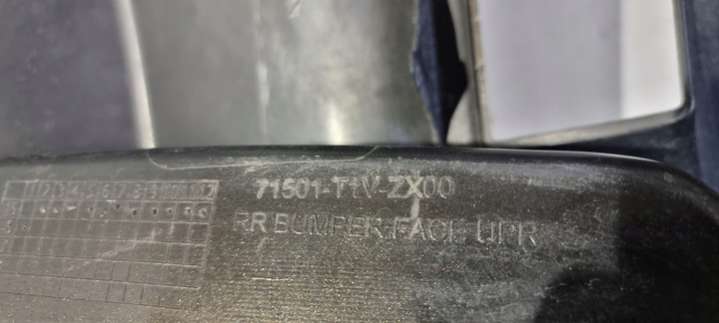 71501-T1V-ZX00
RR BUMPER FACE UPR